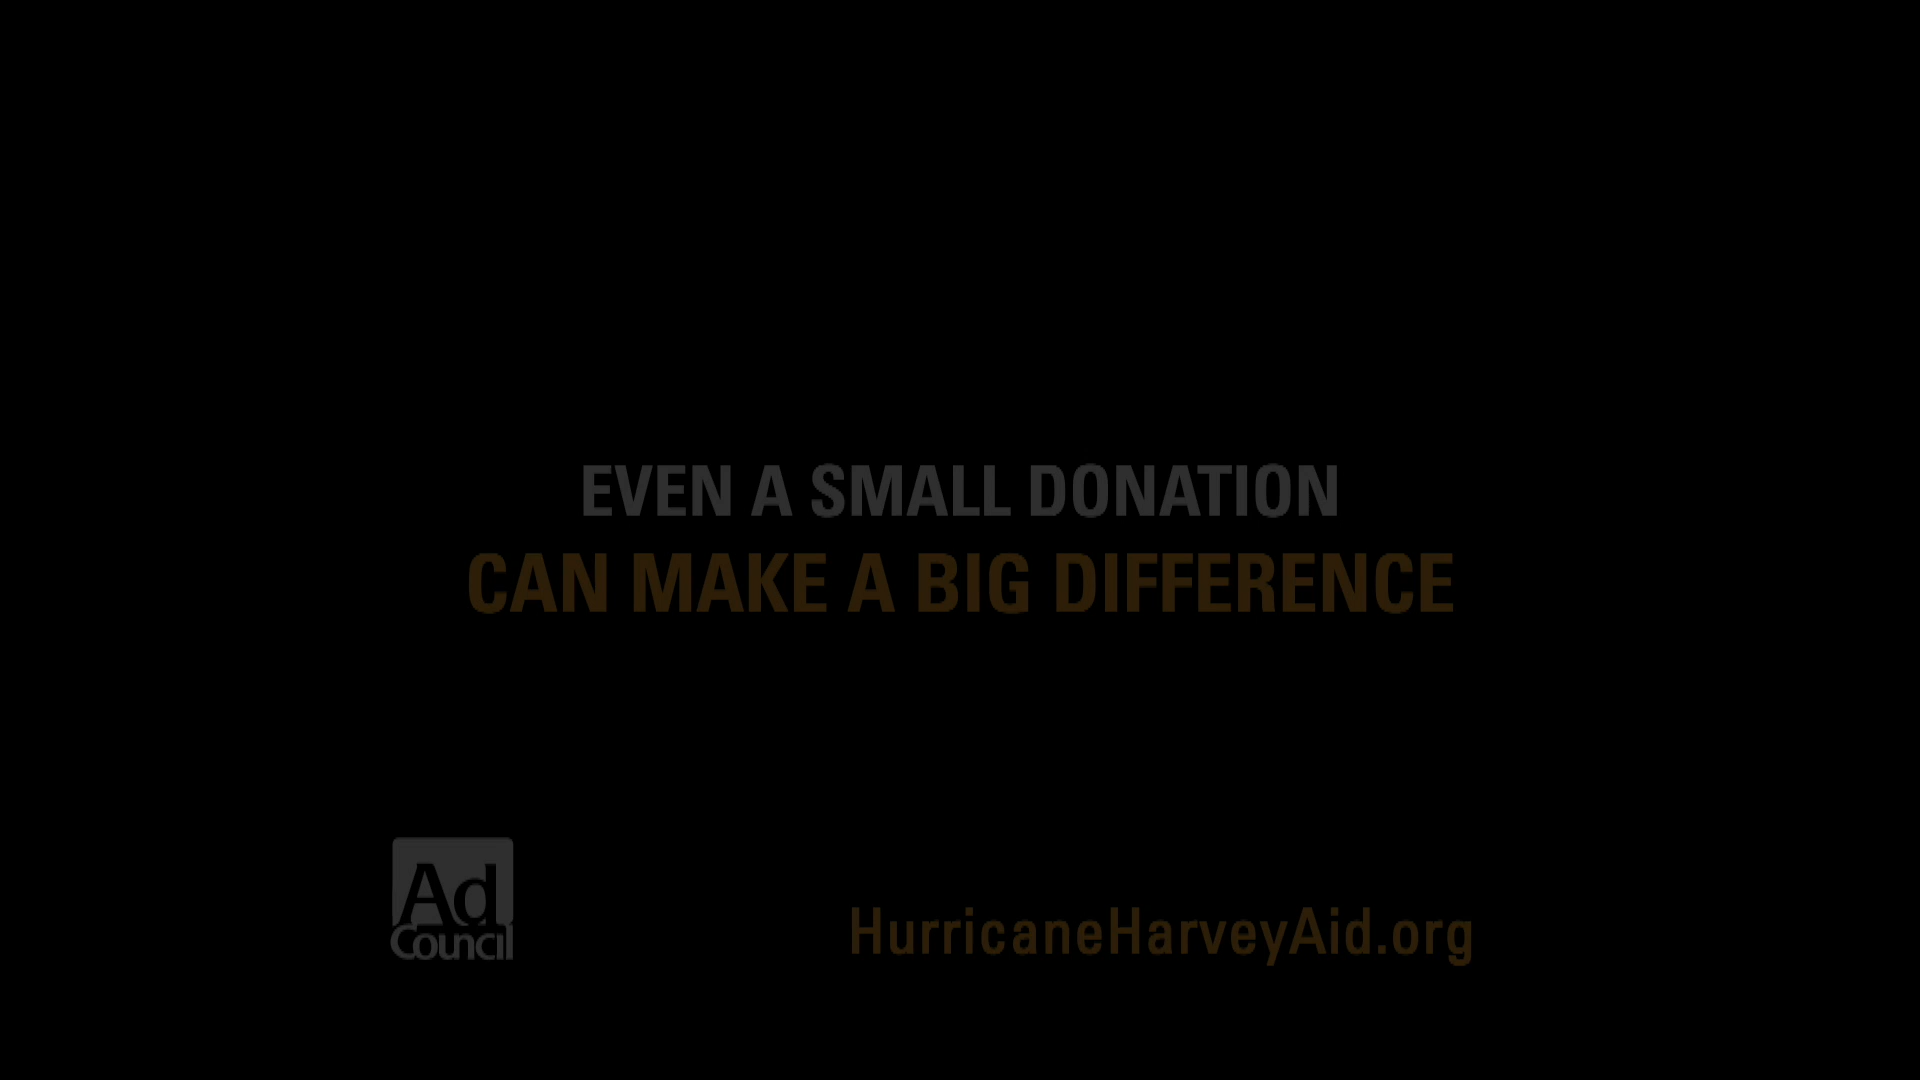 EVEN A SMALL DONATION
CAN MAKE A BIG DIFFERENCE
Ad
Council
HurricaneHarveyAid.org